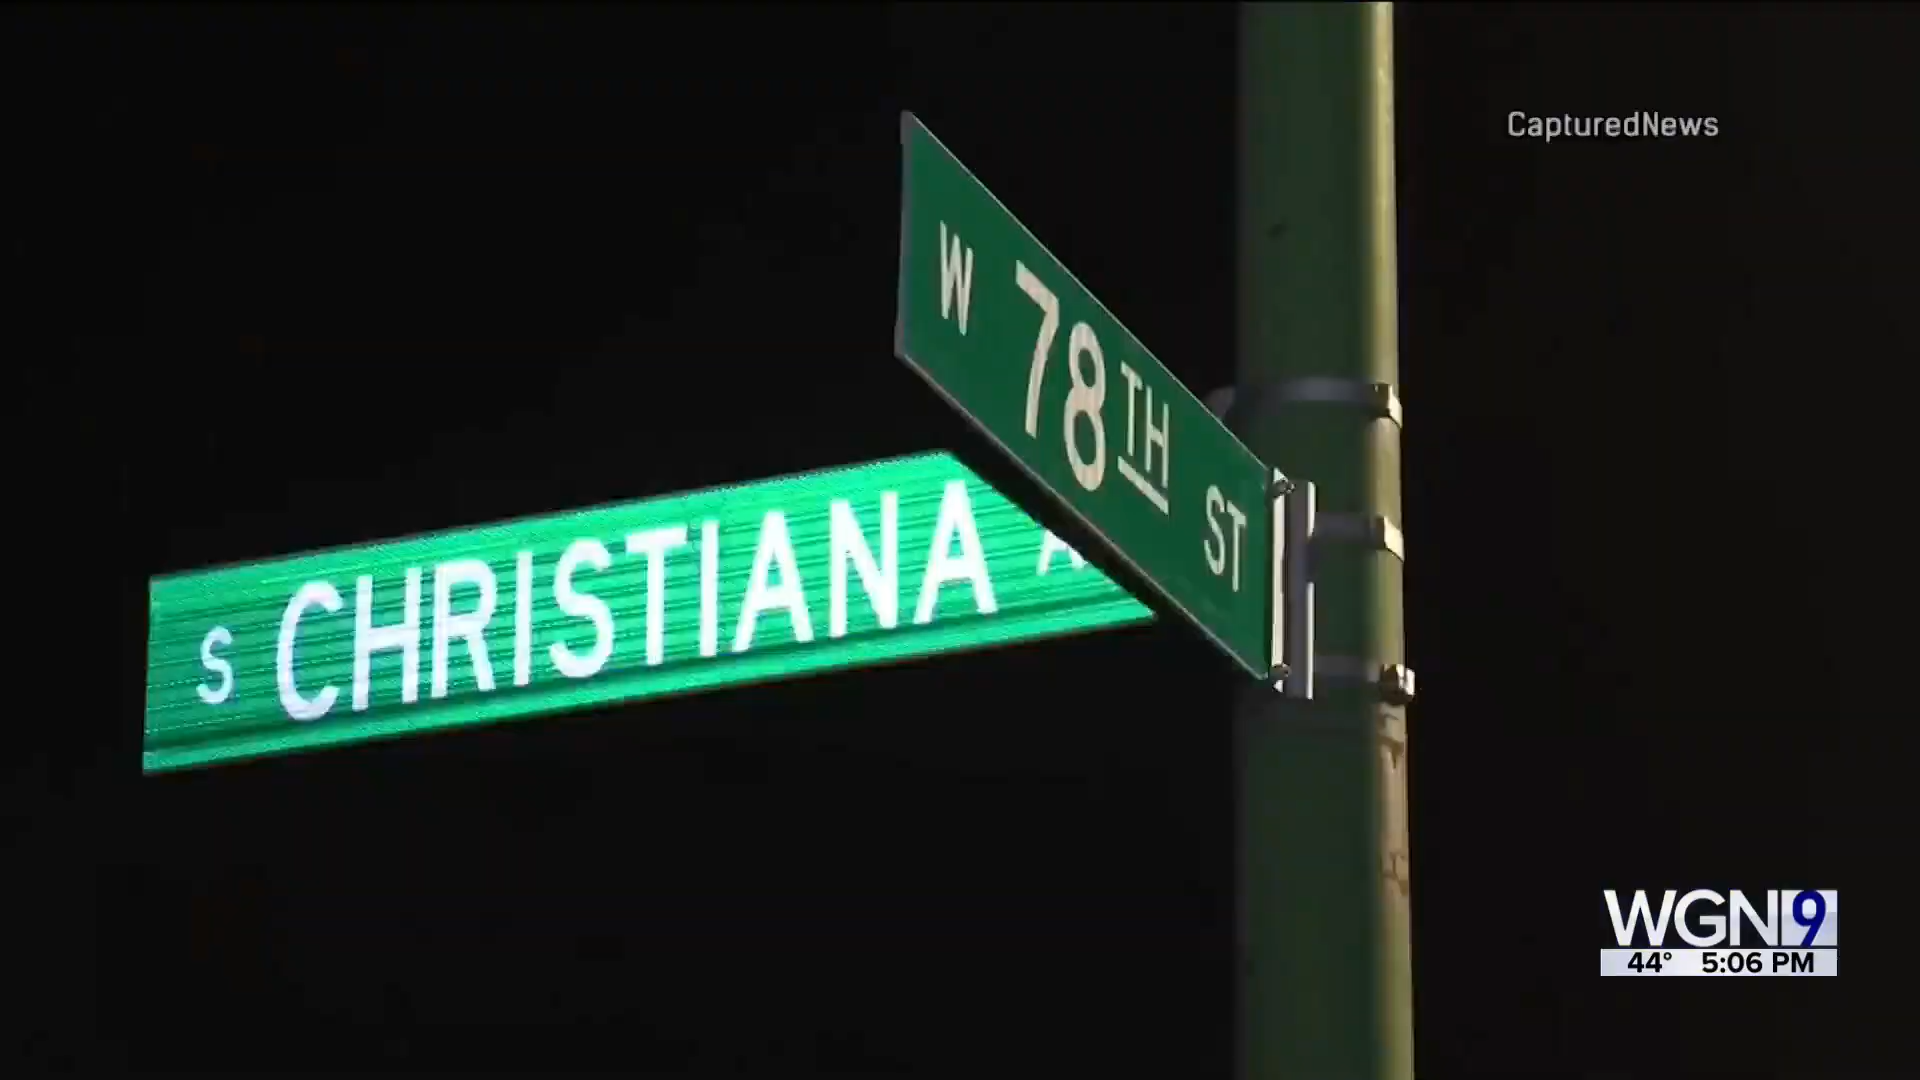 CapturedNews
W 78TH ST
S CHRISTIANA
WGN9
44° 5:06 PM